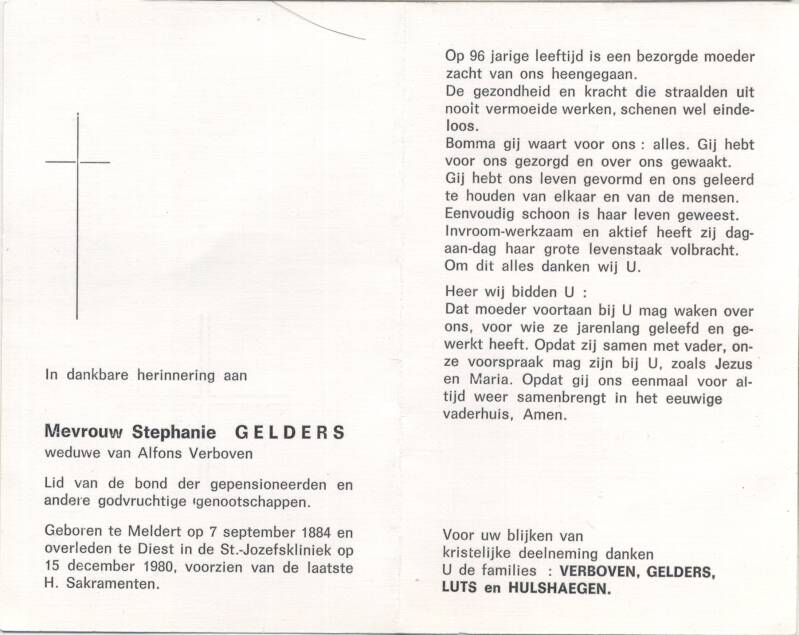 In dankbare herinnering aan
Mevrouw Stephanie GELDERS
weduwe van Alfons Verboven
Lid van de bond der gepensioneerden en
andere godvruchtige genootschappen.
Geboren te Meldert op 7 september 1884 en
overleden te Diest in de St.-Jozefskliniek op
15 december 1980, voorzien van de laatste
H. Sakramenten.
Op 96 jarige leeftijd is een bezorgde moeder
zacht van ons heengegaan.
De gezondheid en kracht die straalden uit
nooit vermoeide werken, schenen wel einde-
loos.
Bomma gij waart voor ons : alles. Gij hebt
voor ons gezorgd en over ons gewaakt.
Gij hebt ons leven gevormd en ons geleerd
te houden van elkaar en van de mensen.
Eenvoudig schoon is haar leven geweest.
Invroom-werkzaam en aktief heeft zij dag-
aan-dag haar grote levenstaak volbracht.
Om dit alles danken wij U.
Heer wij bidden U :
Dat moeder voortaan bij U mag waken over
ons, voor wie ze jarenlang geleefd en ge-
werkt heeft. Opdat zij samen met vader, on-
ze voorspraak mag zijn bij U, zoals Jezus
en Maria. Opdat gij ons eenmaal voor al-
tijd weer samenbrengt in het eeuwige
vaderhuis, Amen.
Voor uw blijken van
kristelijke deelneming danken
U de families : VERBOVEN, GELDERS,
LUTS en HULSHAEGEN.